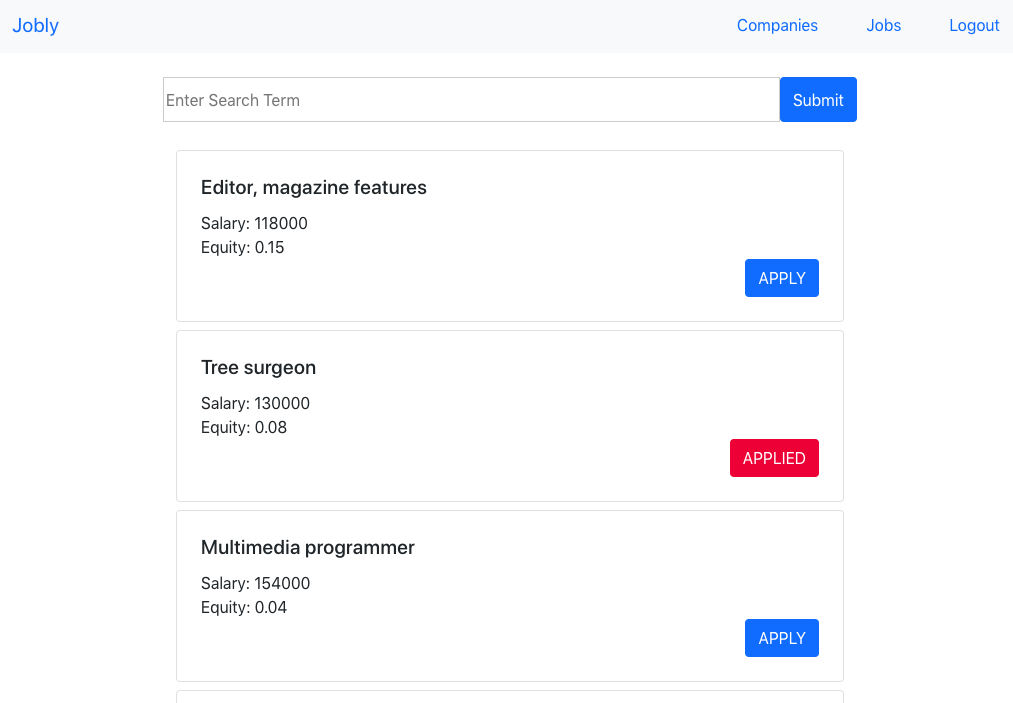 Jobly
Companies Jobs Logout
Enter Search Term
Submit
Editor, magazine features
Salary: 118000
Equity: 0.15
APPLY
Tree surgeon
Salary: 130000
Equity: 0.08
APPLIED
Multimedia programmer
Salary: 154000
Equity: 0.04
APPLY